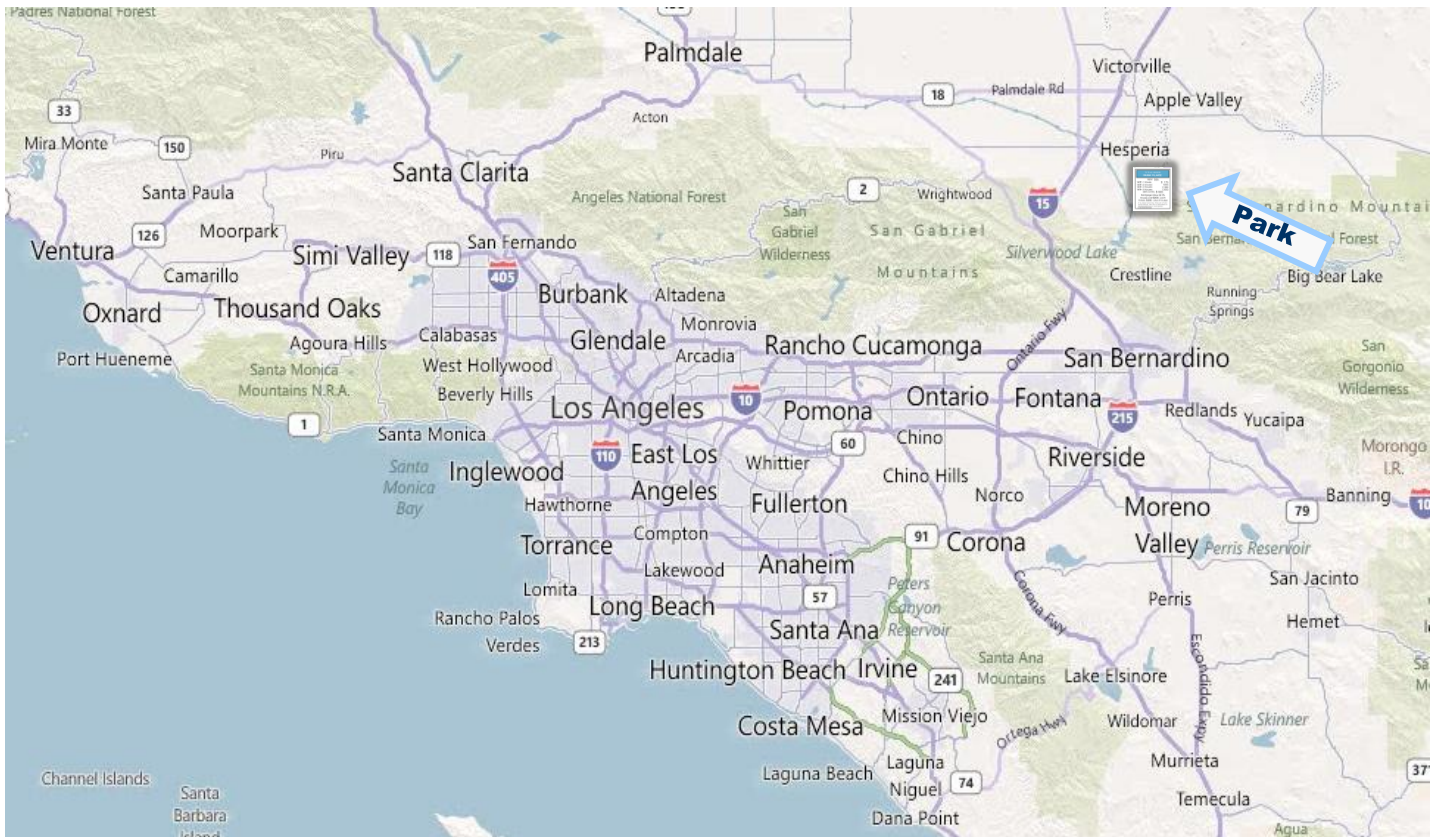 Padres National Forest
Palmdale
Victorville
18
Palmdale Rd
Apple Valley
33
Acton
Mira Monte
150
Piru
Hesperia
Santa Clarita
Santa Paula
Angeles National Forest
2
Wrightwood
15
Park
126
Moorpark
San Gabriel Wilderness
San Gabriel
Mountains
Ventura
Simi Valley
118
San Fernando
405
Silverwood Lake
Forest
Camarillo
Crestline
Big Bear Lake
Burbank
Altadena
Running
Springs
Oxnard
Thousand Oaks
Monrovia
Agoura Hills
Calabasas
Glendale
Arcadia
Rancho Cucamonga
Ontario Fwy
San Bernardino
Port Hueneme
West Hollywood
Santa Monica
Mountains N.R.A.
Beverly Hills
San
Gorgonio
Wilderness
Los Angeles
10
Pomona
Ontario
Fontana
215
Redlands
Yucaipa
1
Santa Monica
110
East Los
Angeles
Whittier
60
Chino
Riverside
Morongo
I.R.
Santa
Monica
Bay
Inglewood
Chino Hills
Norco
Hawthorne
Fullerton
Moreno
Valley
Banning
79
10
Torrance
Compton
91
Corona
Perris Reservoir
Lakewood
Anaheim
San Jacinto
Lomita
Long Beach
57
Peters
Canyon
Reservoir
Corona Fwy
Perris
Hemet
Rancho Palos
Verdes
213
Santa Ana
Huntington Beach
Irvine
241
Santa Ana
Mountains
Lake Elsinore
Escondido Expy
Costa Mesa
Mission Viejo
Ortega Hwy
Wildomar
Lake Skinner
Laguna Beach
Laguna
Niguel
74
Murrieta
Channel Islands
Santa
Barbara
Island
Dana Point
Temecula